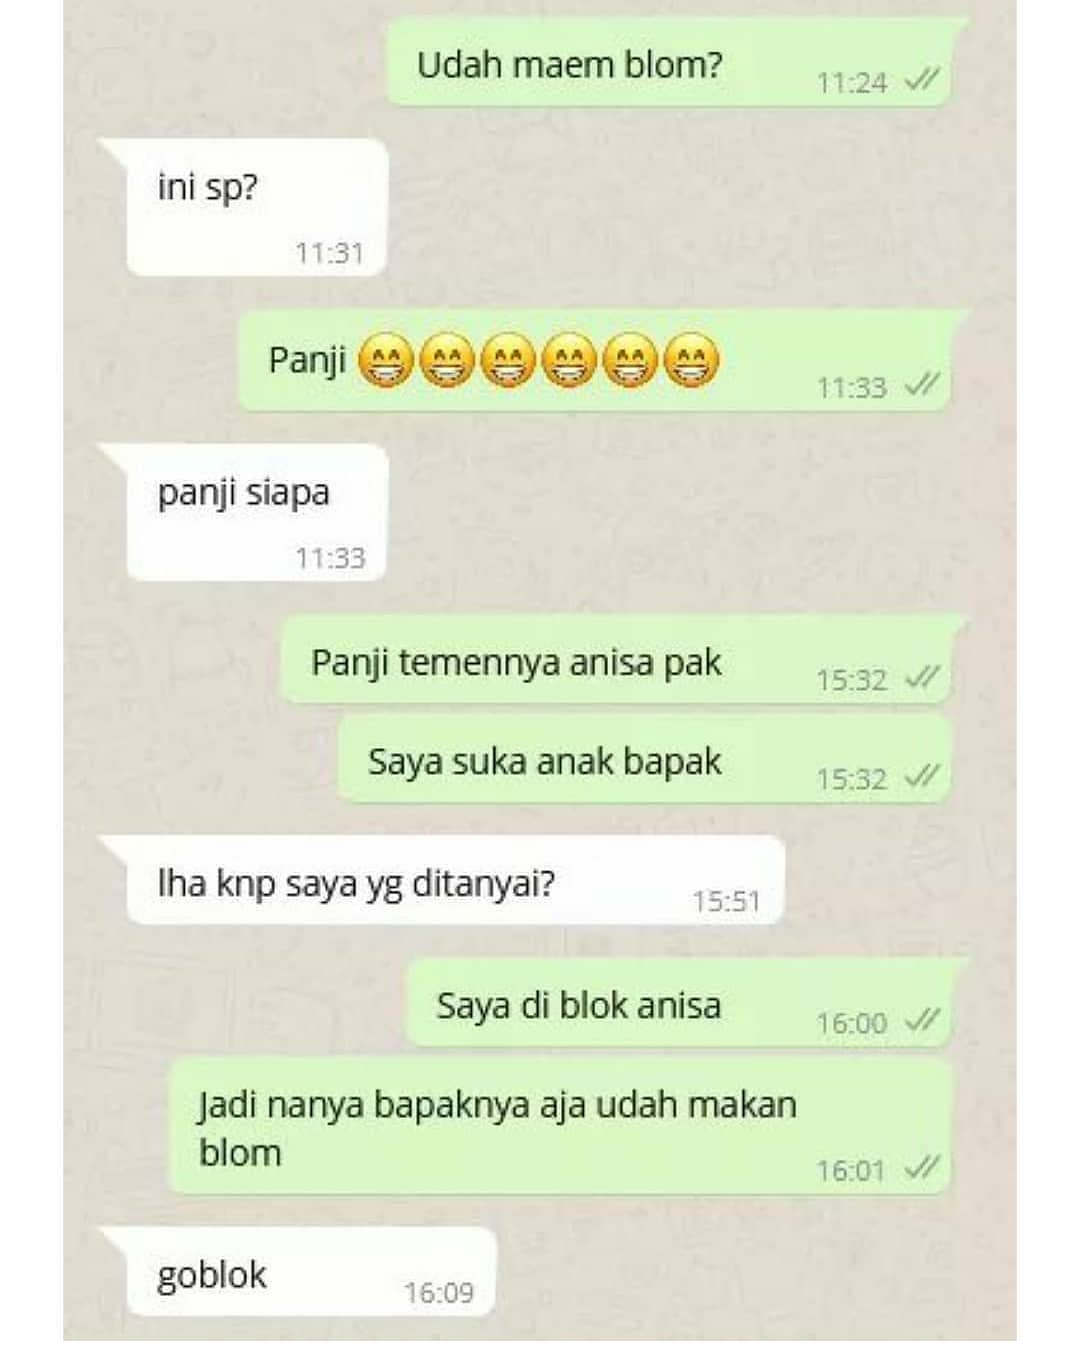 Udah maem blom?
11:24
ini sp?
11:31
Panji 😁😁😁😁😁😁
11:33
panji siapa
11:33
Panji temennya anisa pak
15:32
Saya suka anak bapak
15:32
lha knp saya yg ditanyai?
15:51
Saya di blok anisa
16:00
Jadi nanya bapaknya aja udah makan
blom
16:01
goblok
16:09